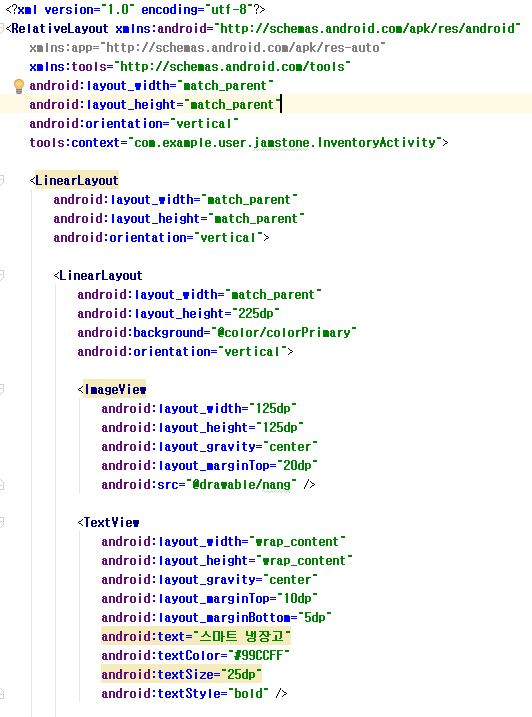 <?xml version="1.0" encoding="utf-8"?>
<RelativeLayout xmlns:android="http://schemas.android.com/apk/res/android"
    xmlns:app="http://schemas.android.com/apk/res-auto"
    xmlns:tools="http://schemas.android.com/tools"
    android:layout_width="match_parent"
    android:layout_height="match_parent"
    android:orientation="vertical"
    tools:context="com.example.user.jamstone.InventoryActivity">

    <LinearLayout
        android:layout_width="match_parent"
        android:layout_height="match_parent"
        android:orientation="vertical">

        <LinearLayout
            android:layout_width="match_parent"
            android:layout_height="225dp"
            android:background="@color/colorPrimary"
            android:orientation="vertical">

            <ImageView
                android:layout_width="125dp"
                android:layout_height="125dp"
                android:layout_gravity="center"
                android:layout_marginTop="20dp"
                android:src="@drawable/nang" />

            <TextView
                android:layout_width="wrap_content"
                android:layout_height="wrap_content"
                android:layout_gravity="center"
                android:layout_marginTop="10dp"
                android:layout_marginBottom="5dp"
                android:text="스마트 냉장고"
                android:textColor="#99CCFF"
                android:textSize="25dp"
                android:textStyle="bold" />